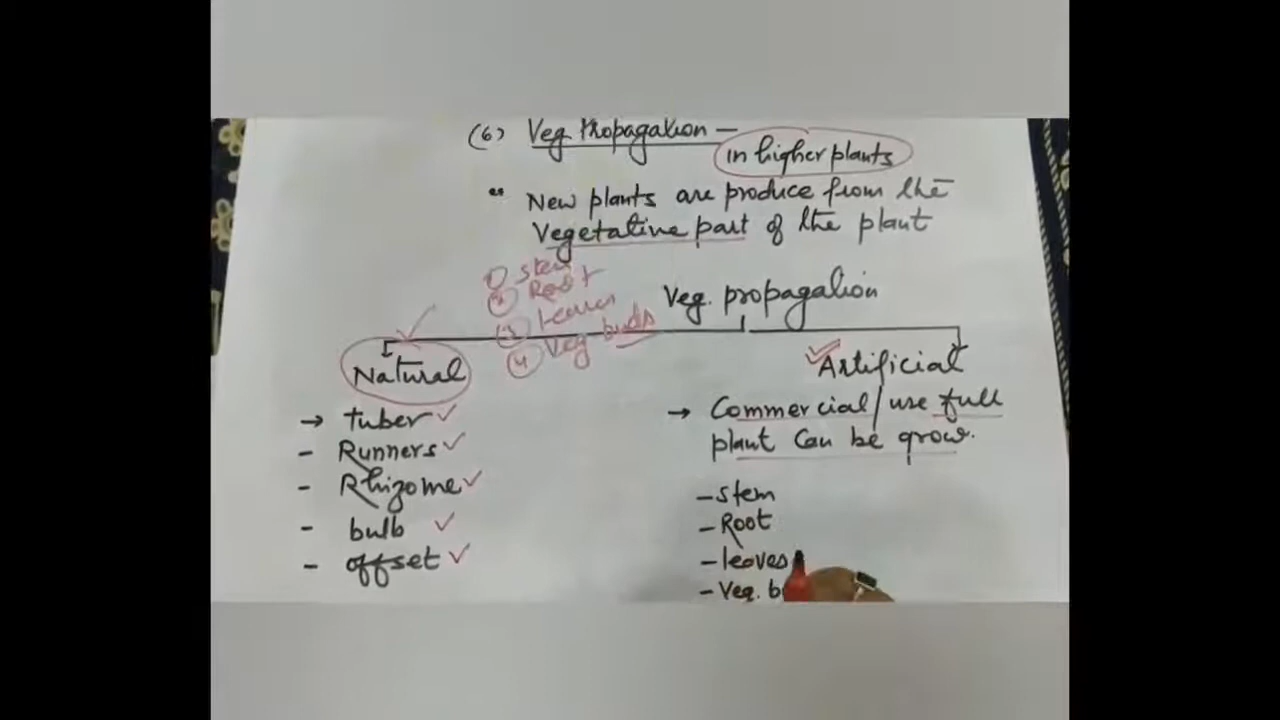 (6) Veg Propagation —
in higher plants
New plants are produce from the
Vegetative part of the plant
1 Stem
2 Root
3 Leaves
4 Veg buds
Veg. propagation
Natural
→ tuber
- Runners
- Rhizome
- bulb
- offset
Artificial
→ Commercial/use full
plant Can be grow.
- stem
- Root
- leaves
- Veg. b